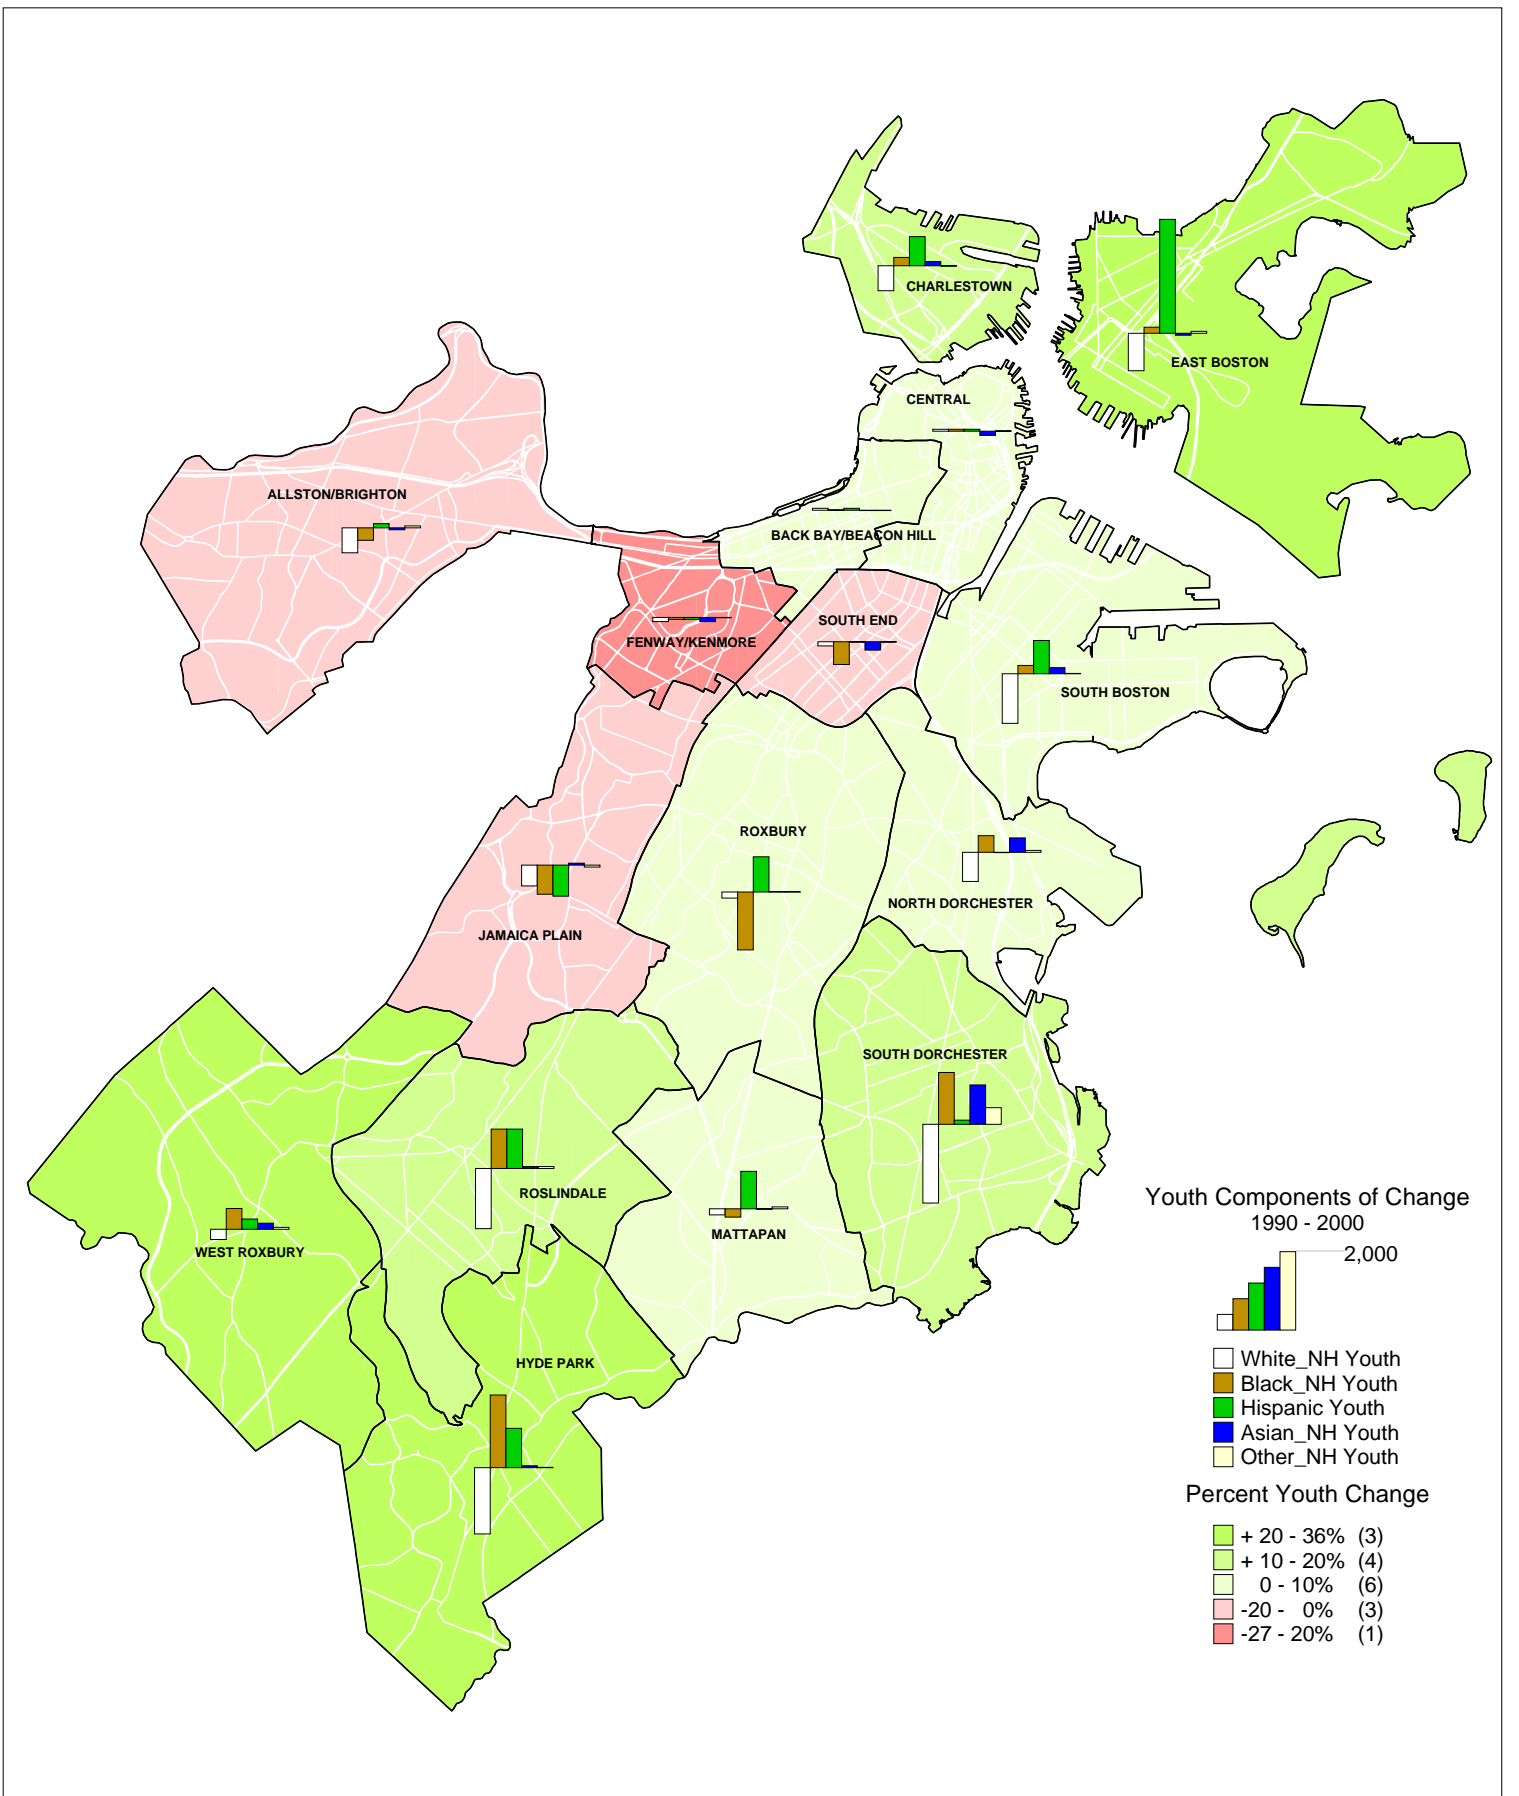 CHARLESTOWN
EAST BOSTON
CENTRAL
ALLSTON/BRIGHTON
BACK BAY/BEACON HILL
SOUTH END
FENWAY/KENMORE
SOUTH BOSTON
ROXBURY
NORTH DORCHESTER
JAMAICA PLAIN
SOUTH DORCHESTER
ROSLINDALE
MATTAPAN
WEST ROXBURY
HYDE PARK
Youth Components of Change
1990 - 2000
2,000
White_NH Youth
Black_NH Youth
Hispanic Youth
Asian_NH Youth
Other_NH Youth
Percent Youth Change
+ 20 - 36% (3)
+ 10 - 20% (4)
0 - 10% (6)
-20 - 0% (3)
-27 - 20% (1)